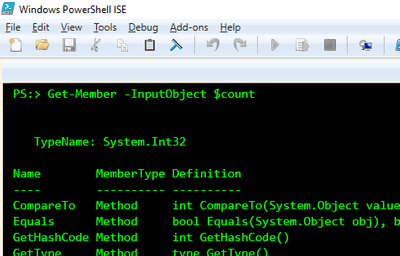 Windows PowerShell ISE
File Edit View Tools Debug Add-ons Help
PS:> Get-Member -InputObject $count
TypeName: System.Int32
Name MemberType Definition
---- ---------- ----------
CompareTo Method int CompareTo(System.Object value
Equals Method bool Equals(System.Object obj), b
GetHashCode Method int GetHashCode()
GetType Method type GetType()